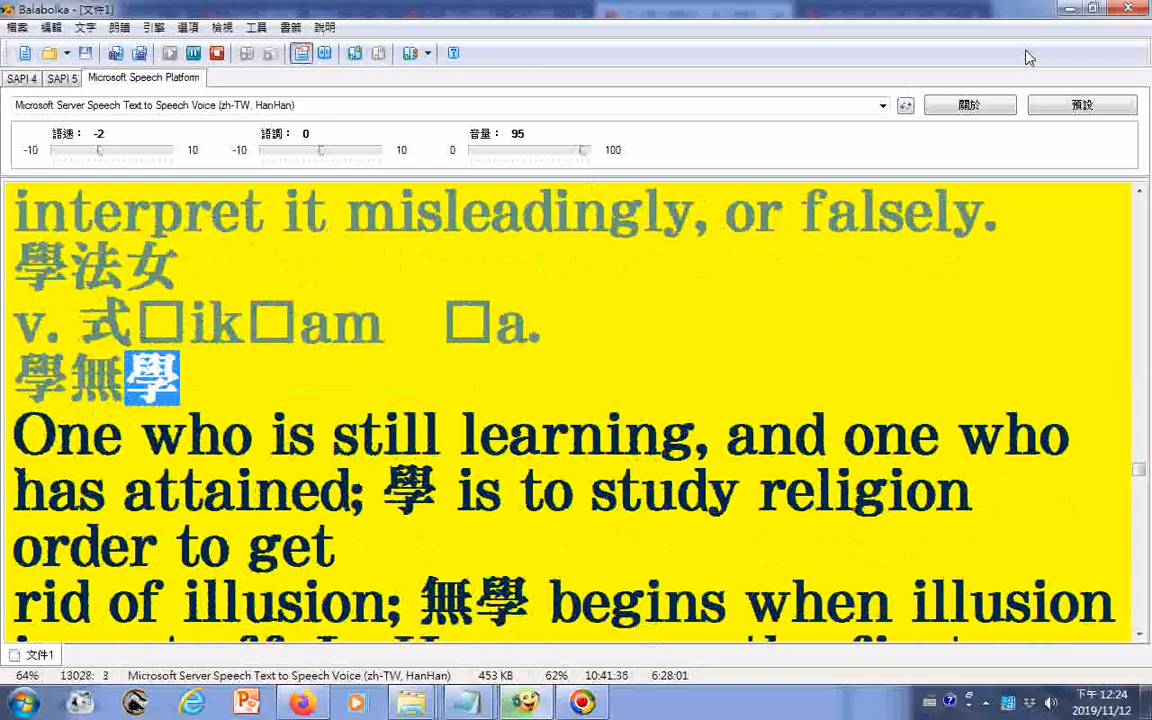 Balabolka - [文件1]
檔案 編輯 文字 朗讀 引擎 選項 檢視 工具 書籤 說明
SAPI 4 SAPI 5 Microsoft Speech Platform
Microsoft Server Speech Text to Speech Voice (zh-TW, HanHan) 關於 預設
語速： -2 語調： 0 音量： 95
-10 10 -10 10 0 100
interpret it misleadingly, or falsely.
學法女
v. 式□ik□am □a.
學無學
One who is still learning, and one who
has attained; 學 is to study religion
order to get
rid of illusion; 無學 begins when illusion
文件1
64% 13028: 3 Microsoft Server Speech Text to Speech Voice (zh-TW, HanHan) 453 KB 62% 10:41:36 6:28:01
下午 12:24
2019/11/12